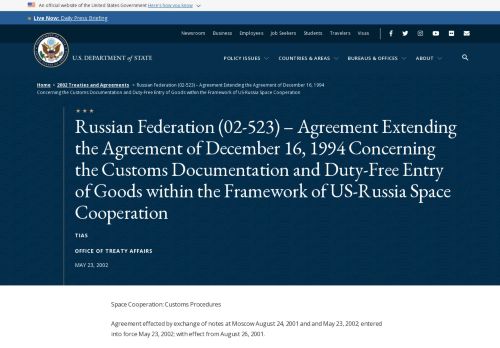 An official website of the United States Government Here's how you know
Live Now: Daily Press Briefing
Newsroom Business Employees Job Seekers Students Travelers Visas
U.S. DEPARTMENT of STATE
POLICY ISSUES COUNTRIES & AREAS BUREAUS & OFFICES ABOUT
Home > 2002 Treaties and Agreements > Russian Federation (02-523) – Agreement Extending the Agreement of December 16, 1994
Concerning the Customs Documentation and Duty-Free Entry of Goods within the Framework of US-Russia Space Cooperation
Russian Federation (02-523) – Agreement Extending
the Agreement of December 16, 1994 Concerning
the Customs Documentation and Duty-Free Entry
of Goods within the Framework of US-Russia Space
Cooperation
TIAS
OFFICE OF TREATY AFFAIRS
MAY 23, 2002
Space Cooperation: Customs Procedures
Agreement effected by exchange of notes at Moscow August 24, 2001 and and May 23, 2002; entered
into force May 23, 2002; with effect from August 26, 2001.